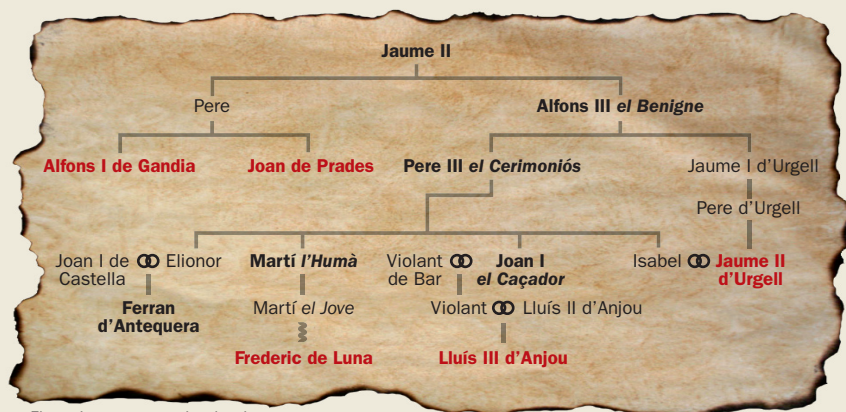 Jaume II
Pere
Alfons III el Benigne
Alfons I de Gandia
Joan de Prades
Pere III el Cerimoniós
Jaume I d'Urgell
Pere d'Urgell
Joan I de
Castella
Elionor
Martí l'Humà
Violant
de Bar
Joan I
el Caçador
Isabel
Jaume II
d'Urgell
Ferran
d'Antequera
Martí el Jove
Violant
Lluís II d'Anjou
Frederic de Luna
Lluís III d'Anjou